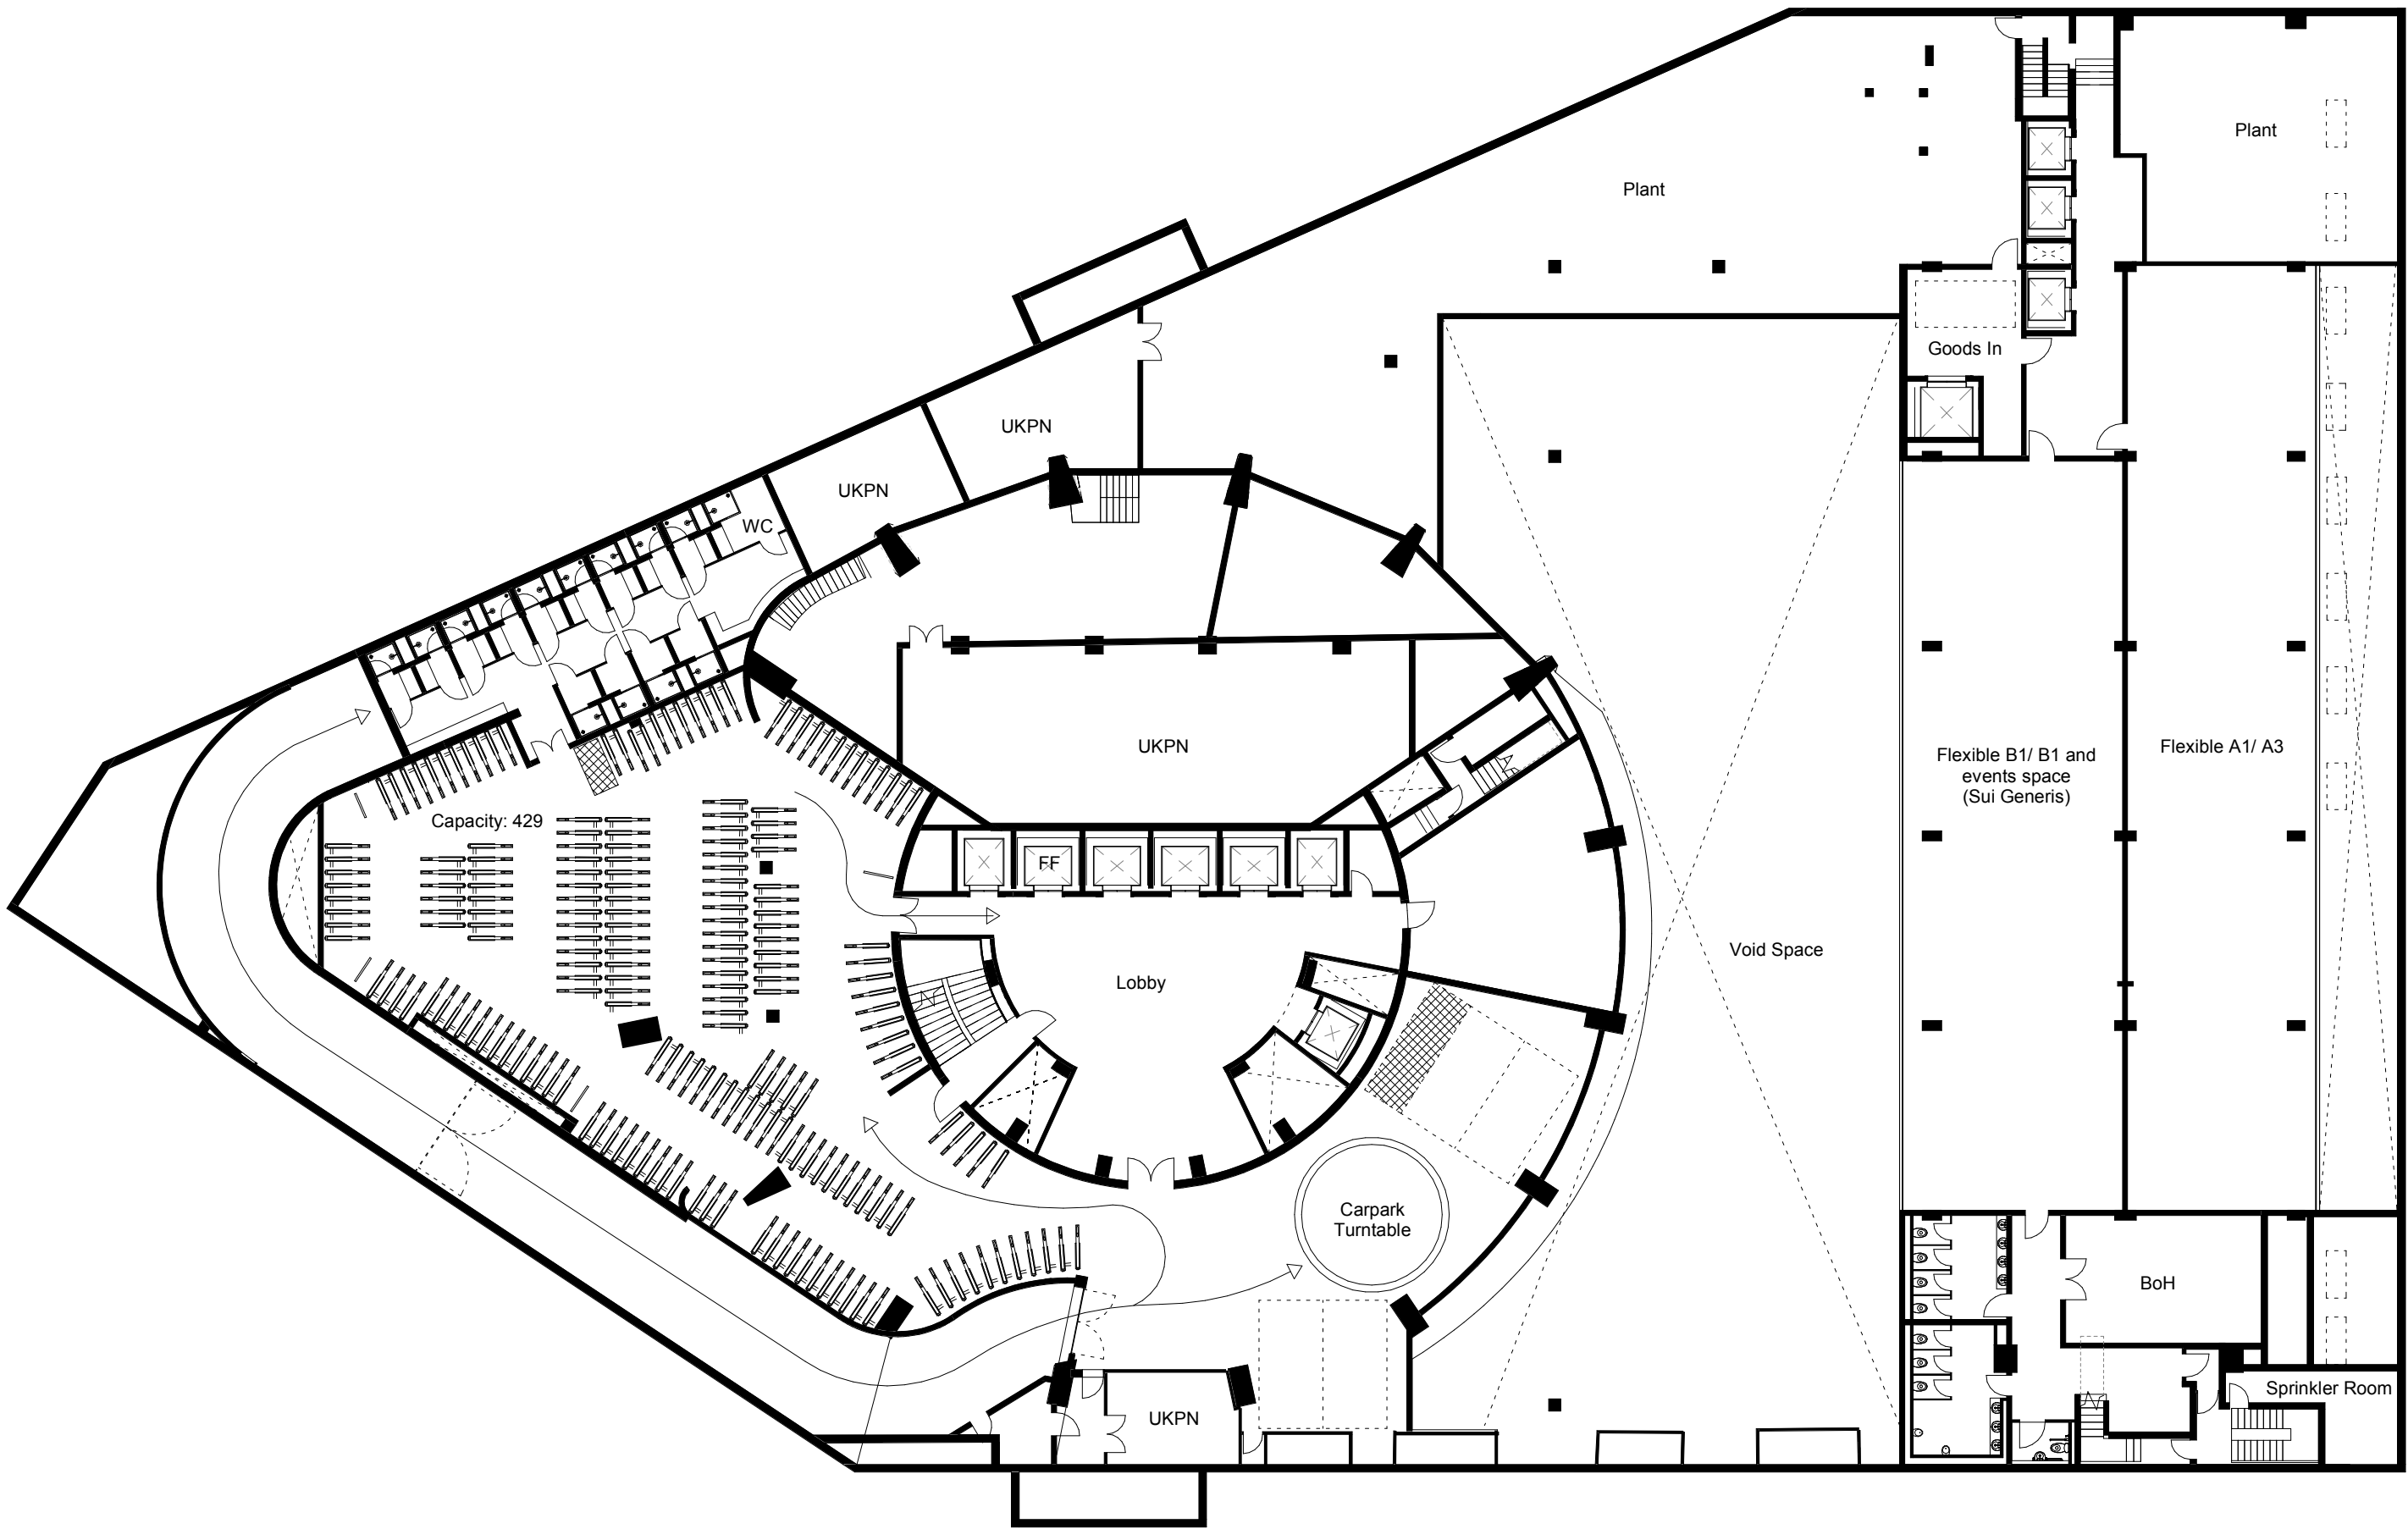 Plant
Plant
Goods In
UKPN
UKPN
WC
UKPN
Flexible B1/ B1 and
events space
(Sui Generis)
Flexible A1/ A3
Capacity: 429
FF
Void Space
Lobby
Carpark
Turntable
BoH
Sprinkler Room
UKPN